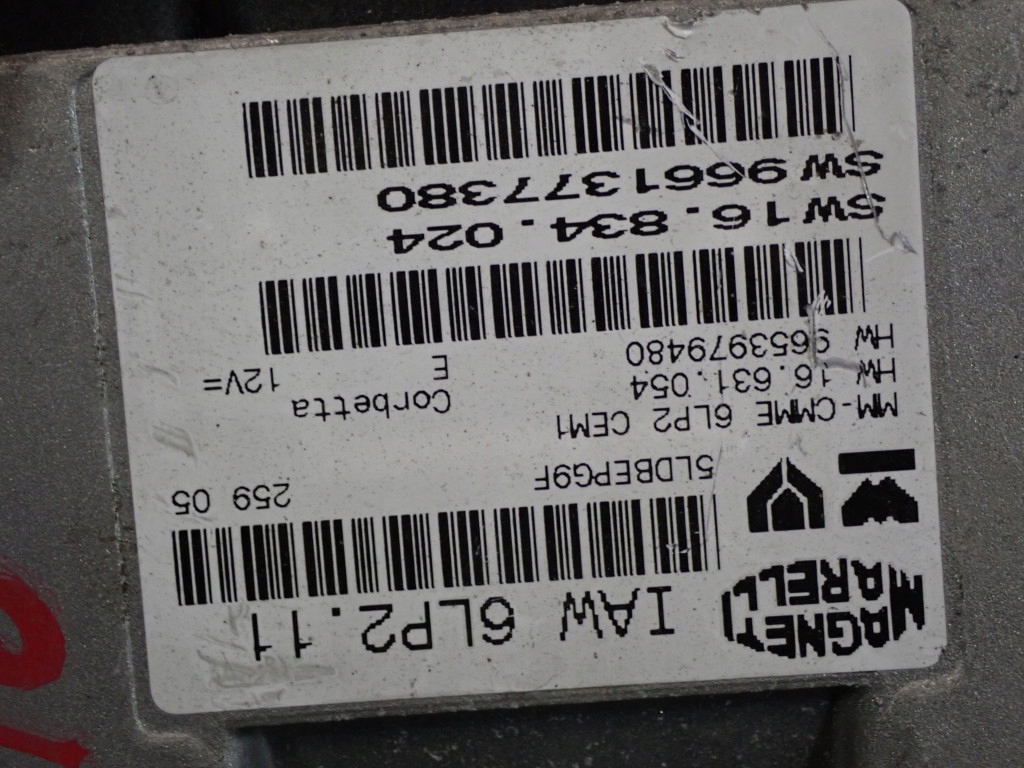 MAGNETI
MARELLI
IAW 6LP2.11
5LDBEPG9F
259 05
MM-CMME 6LP2 CEM1
HW 16.631.054
HW 9653979480
Corbetta
E
12V=
SW 16.834.024
SW 9661377380